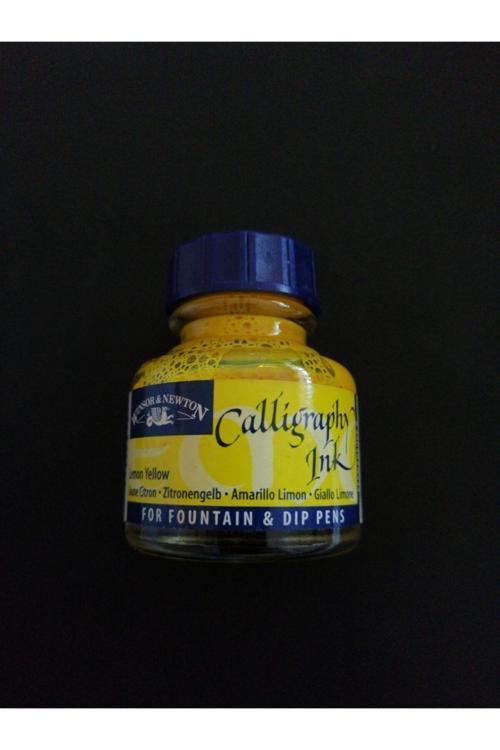 WINSOR & NEWTON
Calligraphy
Ink
Lemon Yellow
Jaune Citron • Zitronengelb • Amarillo Limon • Giallo Limone
FOR FOUNTAIN & DIP PENS